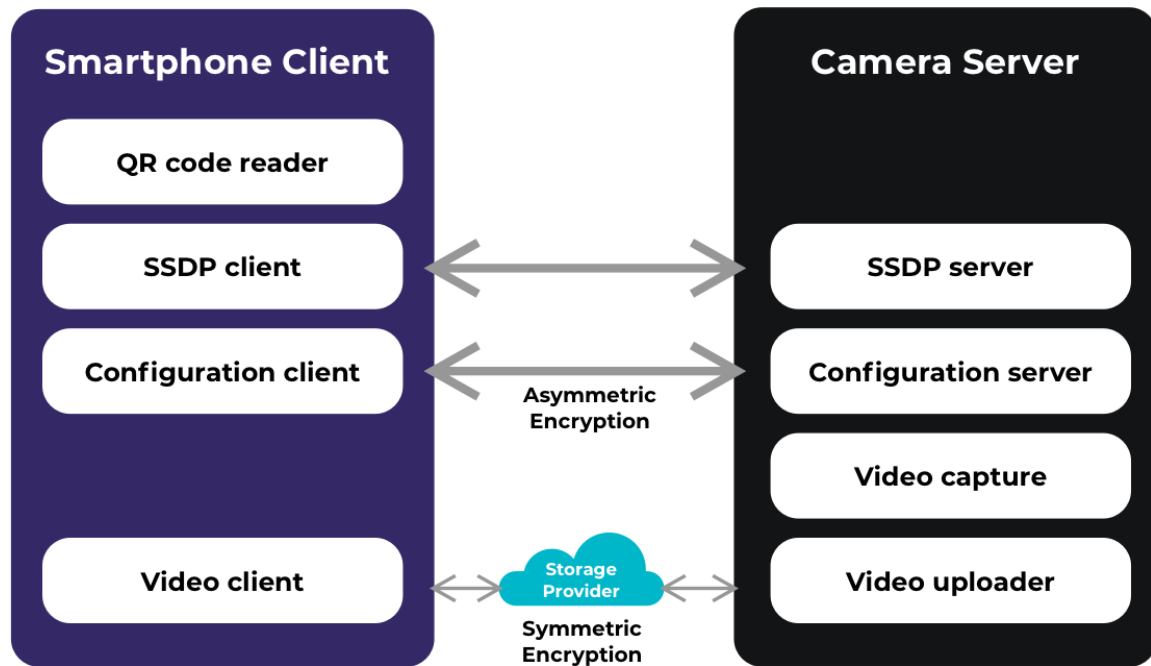 Smartphone Client
QR code reader
SSDP client
Configuration client
Video client
Asymmetric
Encryption
Storage
Provider
Symmetric
Encryption
Camera Server
SSDP server
Configuration server
Video capture
Video uploader